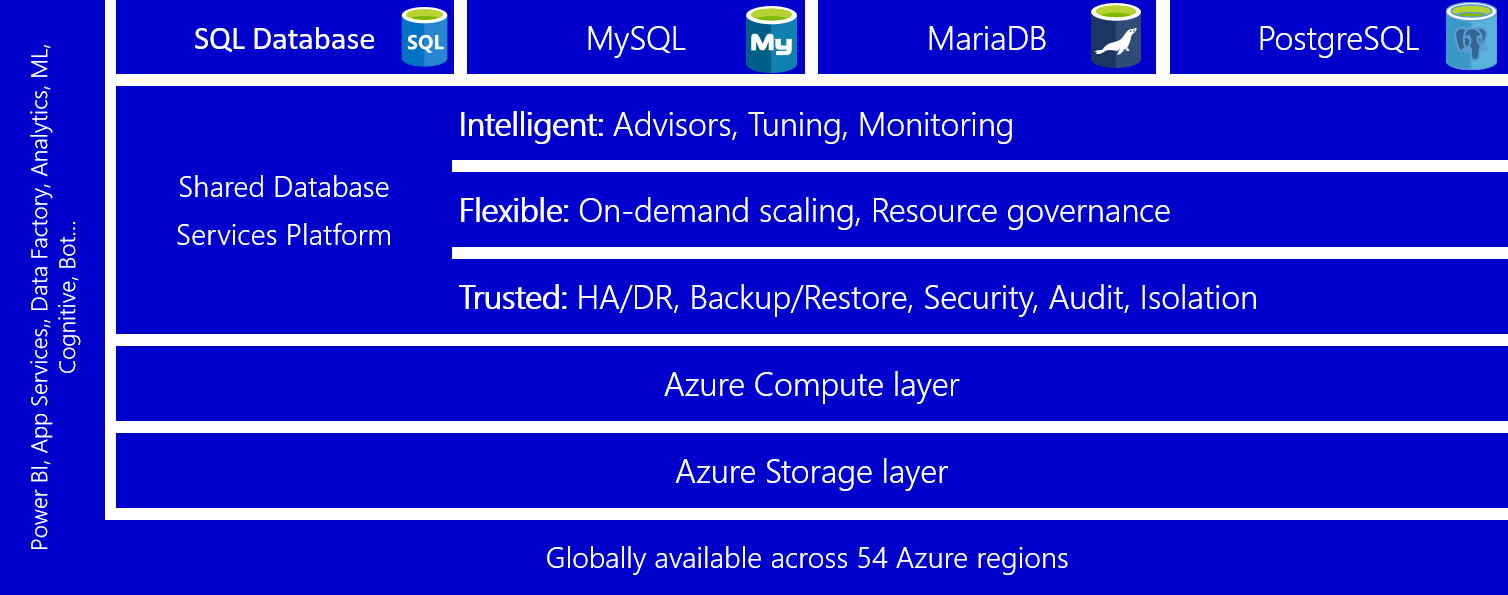 SQL Database
SQL
MySQL
My
MariaDB
PostgreSQL
Power BI, App Services,, Data Factory, Analytics, ML,
Cognitive, Bot...
Shared Database
Services Platform
Intelligent: Advisors, Tuning, Monitoring
Flexible: On-demand scaling, Resource governance
Trusted: HA/DR, Backup/Restore, Security, Audit, Isolation
Azure Compute layer
Azure Storage layer
Globally available across 54 Azure regions